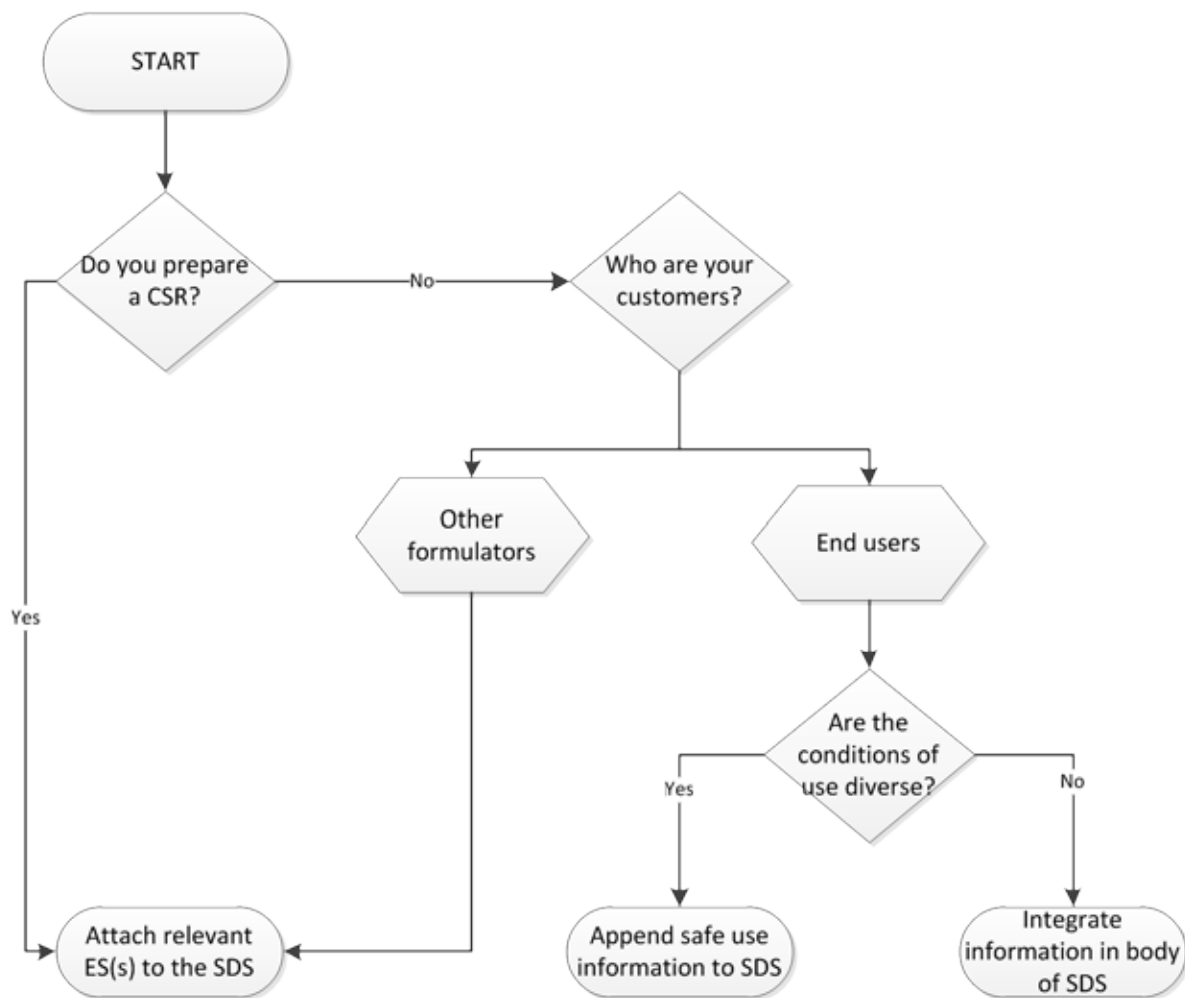 START
Do you prepare
a CSR?
No
Who are your
customers?
Other
formulators
End users
Yes
Are the
conditions of
use diverse?
Yes
No
Attach relevant
ES(s) to the SDS
Append safe use
information to SDS
Integrate
information in body
of SDS